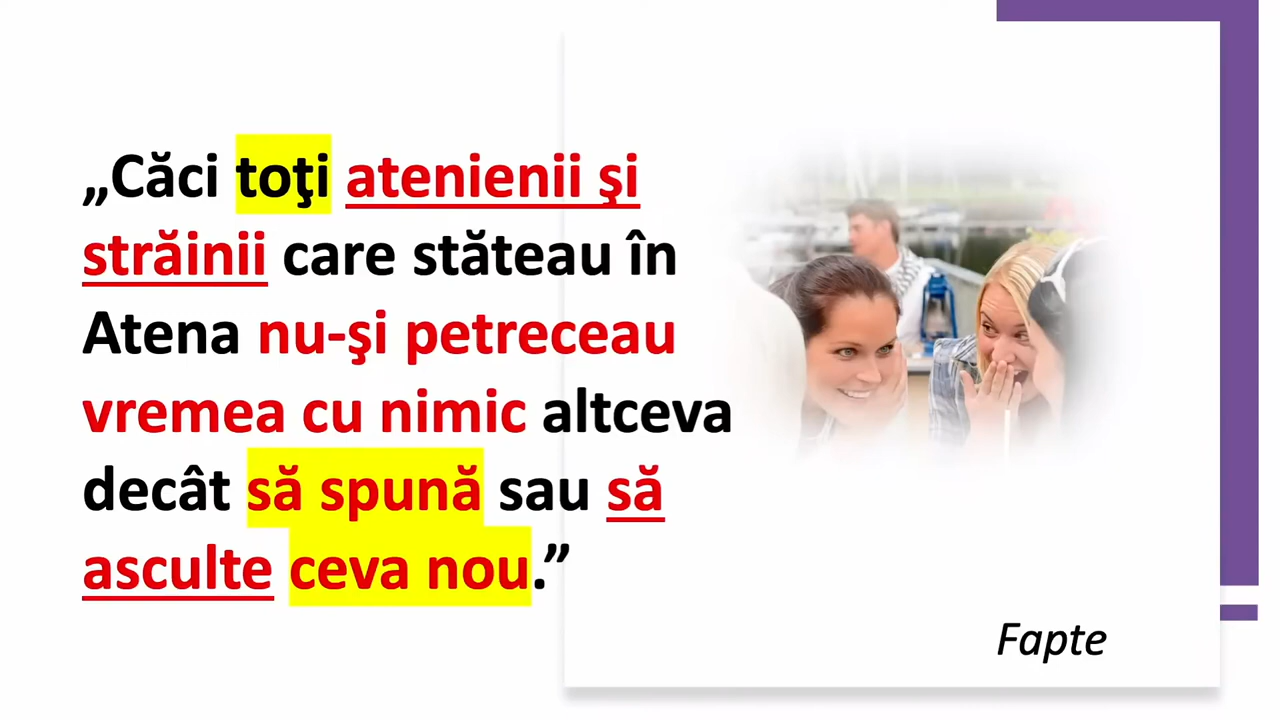 „Căci toţi atenienii şi
străinii care stăteau în
Atena nu-şi petreceau
vremea cu nimic altceva
decât să spună sau să
asculte ceva nou.”
Fapte